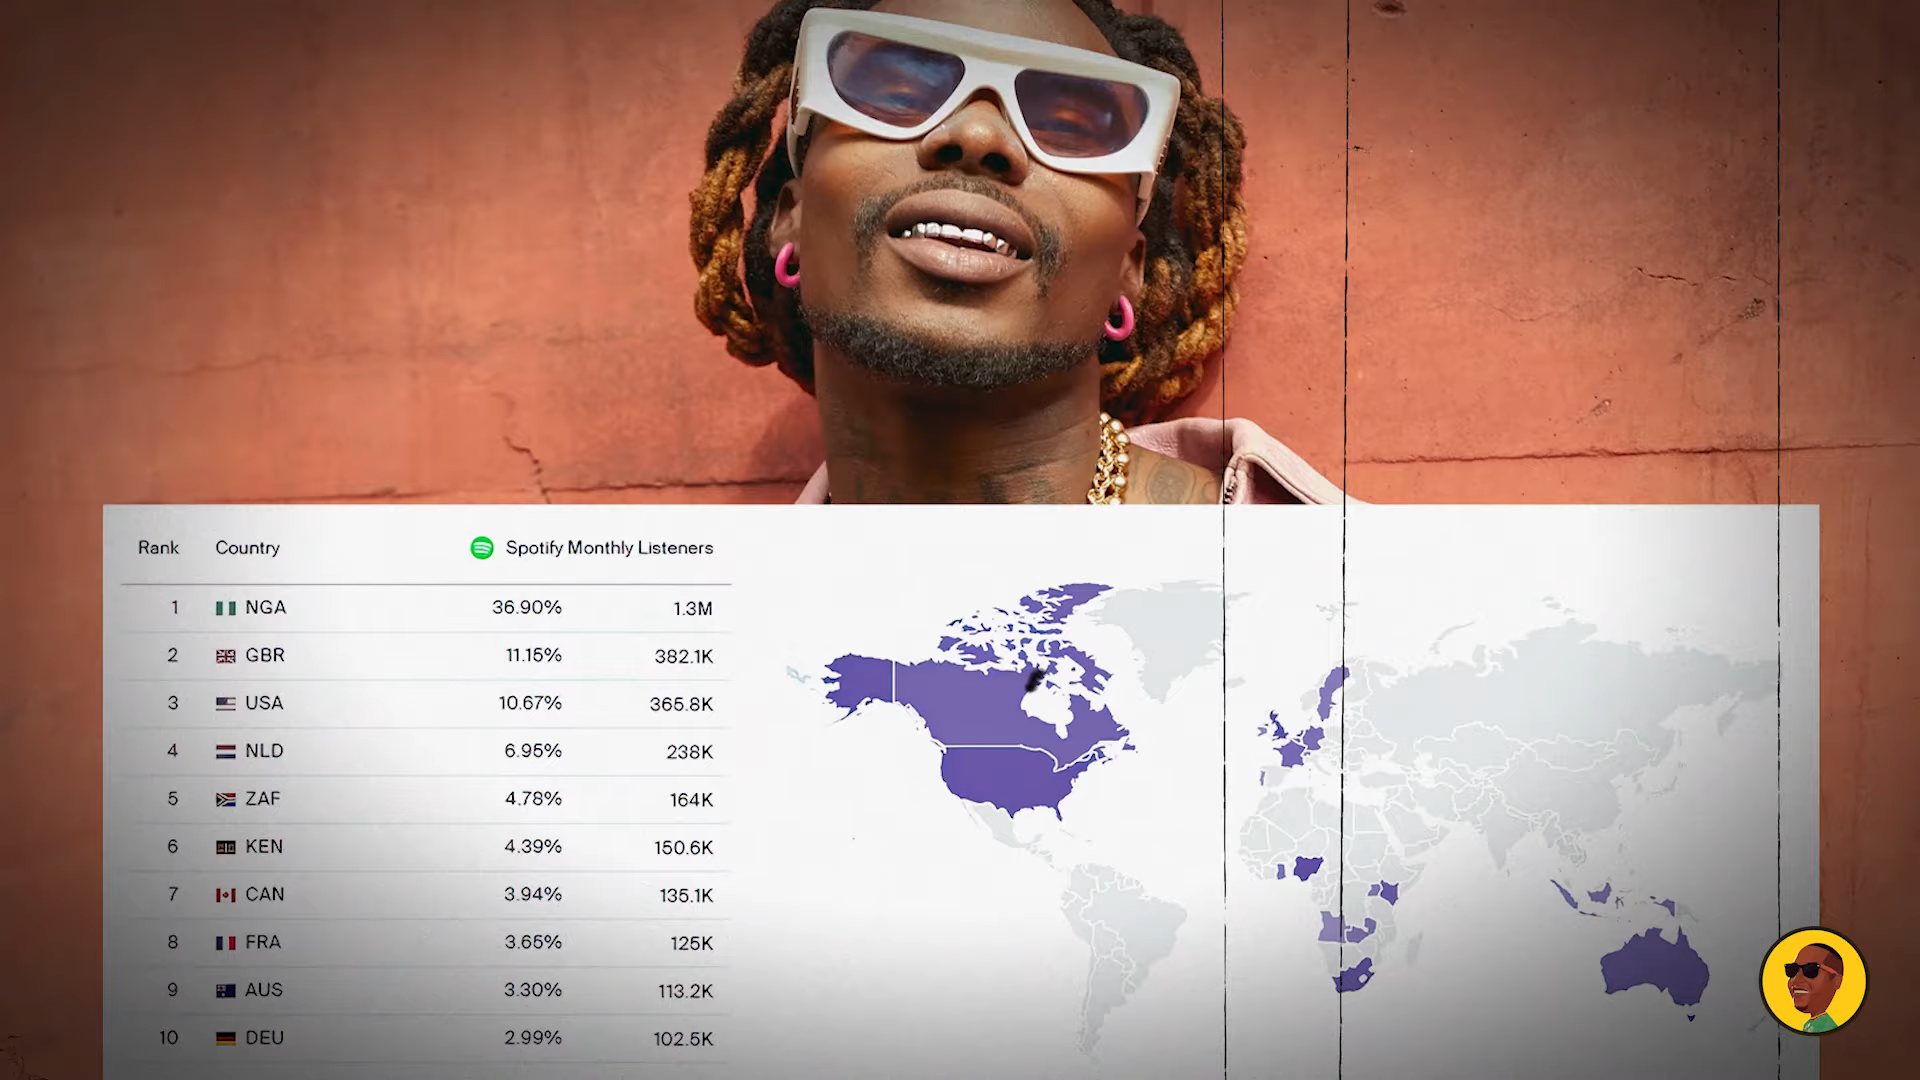 Rank Country Spotify Monthly Listeners
1 NGA 36.90% 1.3M
2 GBR 11.15% 382.1K
3 USA 10.67% 365.8K
4 NLD 6.95% 238K
5 ZAF 4.78% 164K
6 KEN 4.39% 150.6K
7 CAN 3.94% 135.1K
8 FRA 3.65% 125K
9 AUS 3.30% 113.2K
10 DEU 2.99% 102.5K